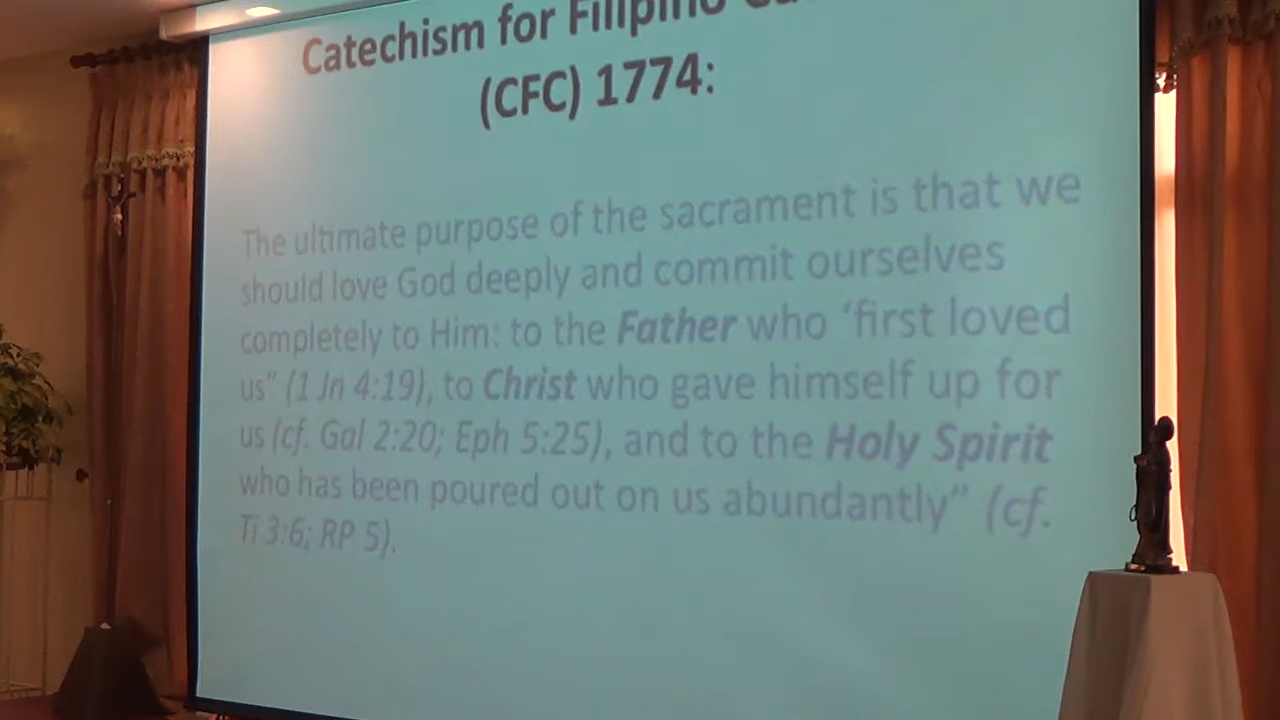 Catechism for Filipino
(CFC) 1774:
The ultimate purpose of the sacrament is that we
should love God deeply and commit ourselves
completely to Him: to the Father who ‘first loved
us” (1 Jn 4:19), to Christ who gave himself up for
us (cf. Gal 2:20; Eph 5:25), and to the Holy Spirit
who has been poured out on us abundantly” (cf.
Ti 3:6; RP 5).